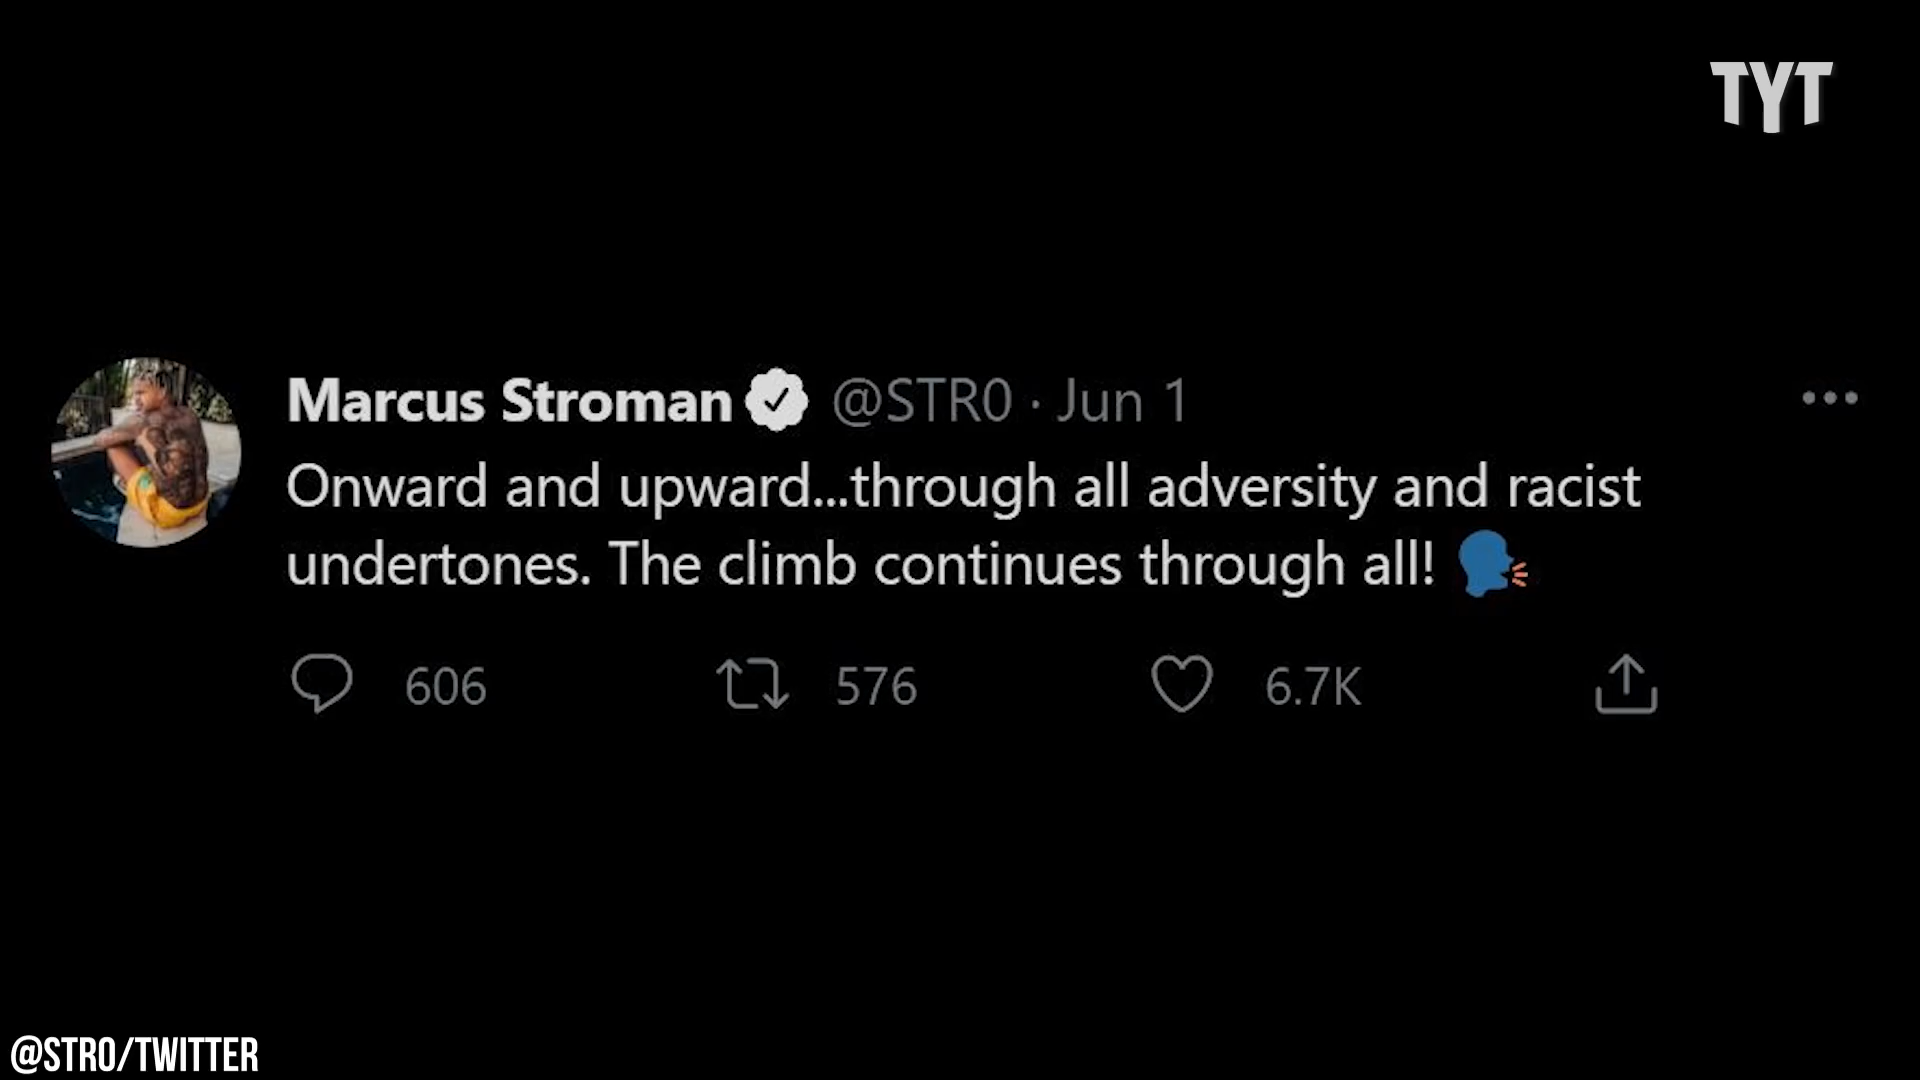 TYT
Marcus Stroman @STR0 · Jun 1
Onward and upward...through all adversity and racist
undertones. The climb continues through all! 🗣
606 576 6.7K
@STRO/TWITTER